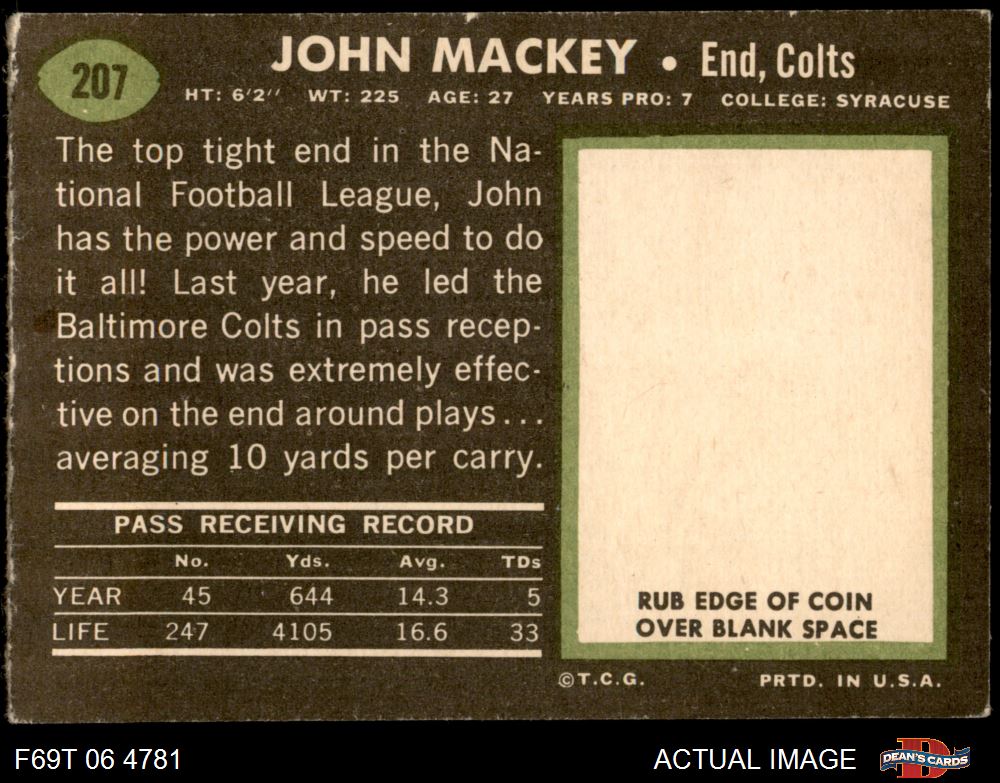 207
JOHN MACKEY • End, Colts
HT: 6'2'' WT: 225 AGE: 27 YEARS PRO: 7 COLLEGE: SYRACUSE
The top tight end in the Na-
tional Football League, John
has the power and speed to do
it all! Last year, he led the
Baltimore Colts in pass recep-
tions and was extremely effec-
tive on the end around plays...
averaging 10 yards per carry.
PASS RECEIVING RECORD
No. Yds. Avg. TDs
YEAR 45 644 14.3 5
LIFE 247 4105 16.6 33
RUB EDGE OF COIN
OVER BLANK SPACE
©T.C.G. PRTD. IN U.S.A.
F69T 06 4781 ACTUAL IMAGE D DEAN'S CARDS